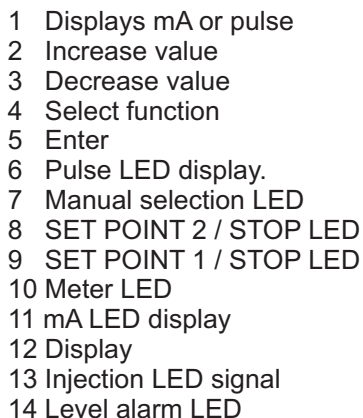 1 Displays mA or pulse
2 Increase value
3 Decrease value
4 Select function
5 Enter
6 Pulse LED display.
7 Manual selection LED
8 SET POINT 2 / STOP LED
9 SET POINT 1 / STOP LED
10 Meter LED
11 mA LED display
12 Display
13 Injection LED signal
14 Level alarm LED